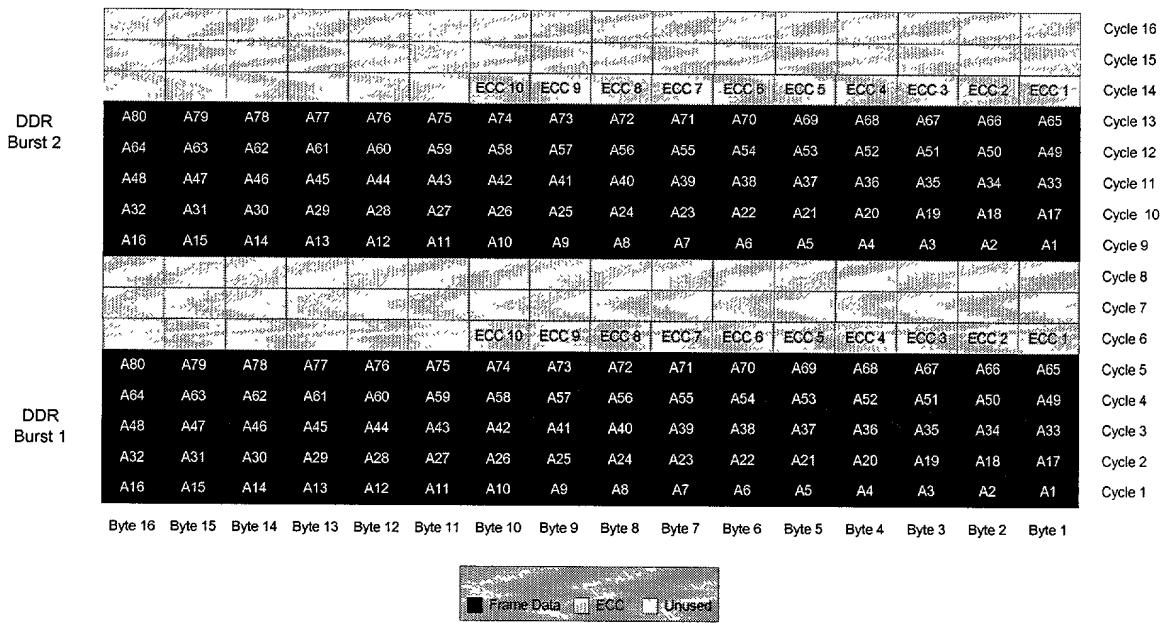 Cycle 16
Cycle 15
ECC 10 ECC 9 ECC 8 ECC 7 ECC 6 ECC 5 ECC 4 ECC 3 ECC 2 ECC 1 Cycle 14
DDR
Burst 2
A80 A79 A78 A77 A76 A75 A74 A73 A72 A71 A70 A69 A68 A67 A66 A65 Cycle 13
A64 A63 A62 A61 A60 A59 A58 A57 A56 A55 A54 A53 A52 A51 A50 A49 Cycle 12
A48 A47 A46 A45 A44 A43 A42 A41 A40 A39 A38 A37 A36 A35 A34 A33 Cycle 11
A32 A31 A30 A29 A28 A27 A26 A25 A24 A23 A22 A21 A20 A19 A18 A17 Cycle 10
A16 A15 A14 A13 A12 A11 A10 A9 A8 A7 A6 A5 A4 A3 A2 A1 Cycle 9
Cycle 8
Cycle 7
ECC 10 ECC 9 ECC 8 ECC 7 ECC 6 ECC 5 ECC 4 ECC 3 ECC 2 ECC 1 Cycle 6
DDR
Burst 1
A80 A79 A78 A77 A76 A75 A74 A73 A72 A71 A70 A69 A68 A67 A66 A65 Cycle 5
A64 A63 A62 A61 A60 A59 A58 A57 A56 A55 A54 A53 A52 A51 A50 A49 Cycle 4
A48 A47 A46 A45 A44 A43 A42 A41 A40 A39 A38 A37 A36 A35 A34 A33 Cycle 3
A32 A31 A30 A29 A28 A27 A26 A25 A24 A23 A22 A21 A20 A19 A18 A17 Cycle 2
A16 A15 A14 A13 A12 A11 A10 A9 A8 A7 A6 A5 A4 A3 A2 A1 Cycle 1
Byte 16 Byte 15 Byte 14 Byte 13 Byte 12 Byte 11 Byte 10 Byte 9 Byte 8 Byte 7 Byte 6 Byte 5 Byte 4 Byte 3 Byte 2 Byte 1
Frame Data ECC Unused